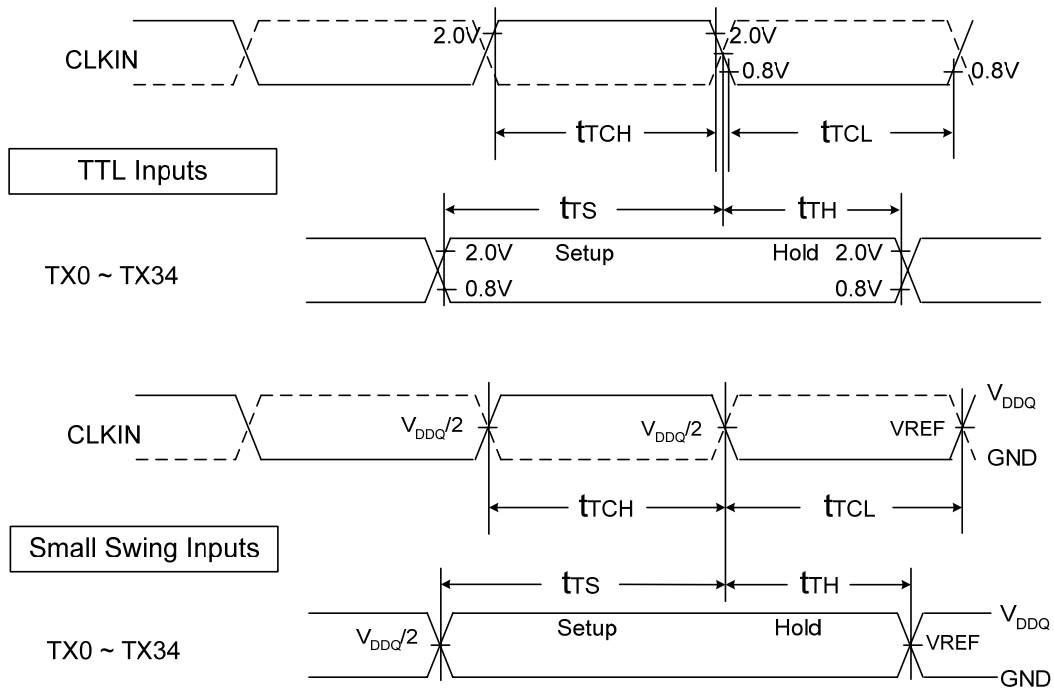 CLKIN 2.0V 2.0V
0.8V 0.8V
tTCH tTCL
TTL Inputs
tTS tTH
TX0 ~ TX34 2.0V Setup Hold 2.0V
0.8V 0.8V
CLKIN VDDQ/2 VDDQ/2 VREF VDDQ
GND
tTCH tTCL
Small Swing Inputs
tTS tTH
TX0 ~ TX34 VDDQ/2 Setup Hold VREF VDDQ
GND